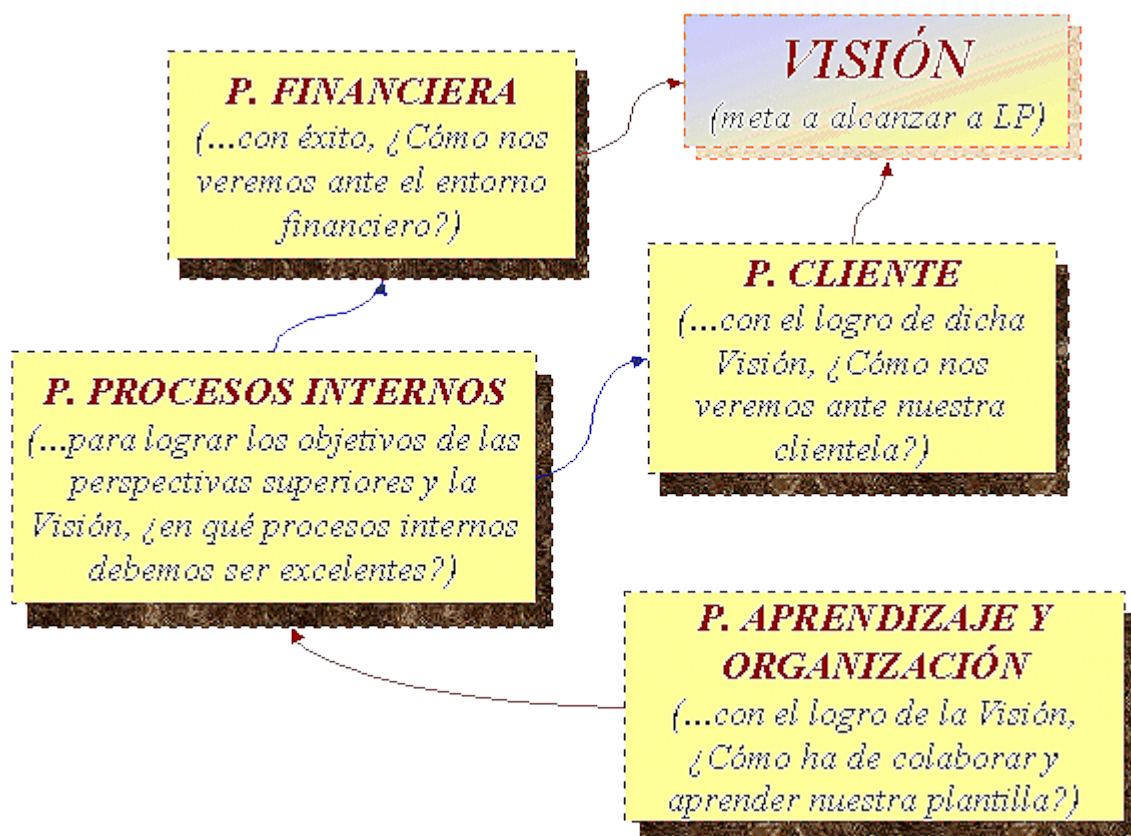 VISIÓN
(meta a alcanzar a LP)
P. FINANCIERA
(...con éxito, ¿Cómo nos
veremos ante el entorno
financiero?)
P. CLIENTE
(...con el logro de dicha
Visión, ¿Cómo nos
veremos ante nuestra
clientela?)
P. PROCESOS INTERNOS
(...para lograr los objetivos de las
perspectivas superiores y la
Visión, ¿en qué procesos internos
debemos ser excelentes?)
P. APRENDIZAJE Y
ORGANIZACIÓN
(...con el logro de la Visión,
¿Cómo ha de colaborar y
aprender nuestra plantilla?)